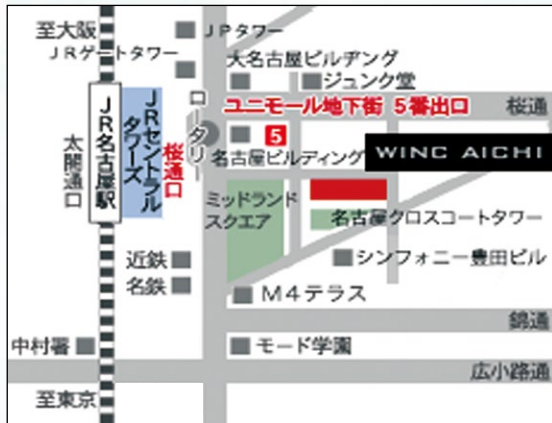 至大阪
JPタワー
JRゲートタワー
大名古屋ビルヂング
ジュンク堂
ユニモール地下街 5番出口
桜通
5
名古屋ビルディング
WINC AICHI
ロータリー
JRセントラル
タワーズ
桜通口
JR名古屋駅
太閤通口
ミッドランド
スクエア
名古屋クロスコートタワー
近鉄
名鉄
シンフォニー豊田ビル
M4テラス
錦通
中村署
モード学園
広小路通
至東京